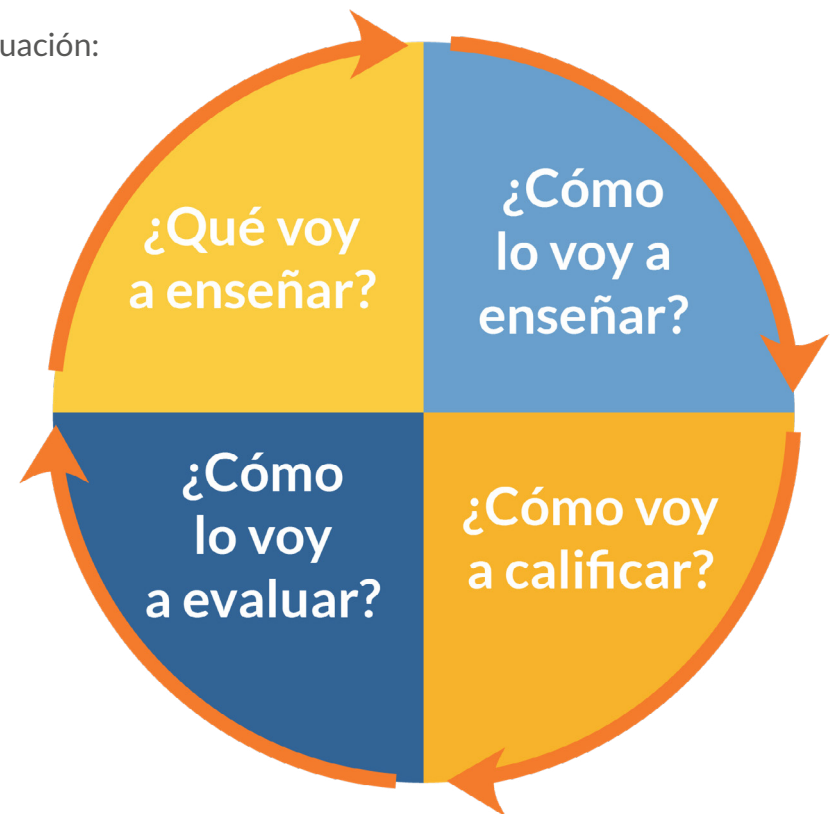 uación:
¿Qué voy
a enseñar?
¿Cómo
lo voy a
enseñar?
¿Cómo
lo voy
a evaluar?
¿Cómo voy
a calificar?